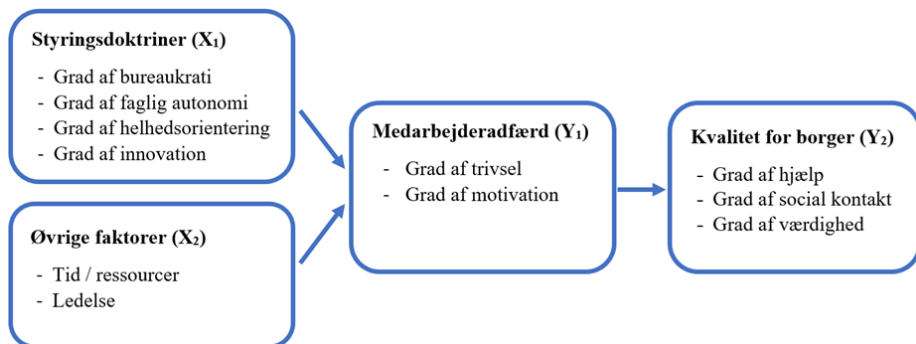 Styringsdoktriner (X₁)
- Grad af bureaukrati
- Grad af faglig autonomi
- Grad af helhedsorientering
- Grad af innovation
Øvrige faktorer (X₂)
- Tid / ressourcer
- Ledelse
Medarbejderadfærd (Y₁)
- Grad af trivsel
- Grad af motivation
Kvalitet for borger (Y₂)
- Grad af hjælp
- Grad af social kontakt
- Grad af værdighed